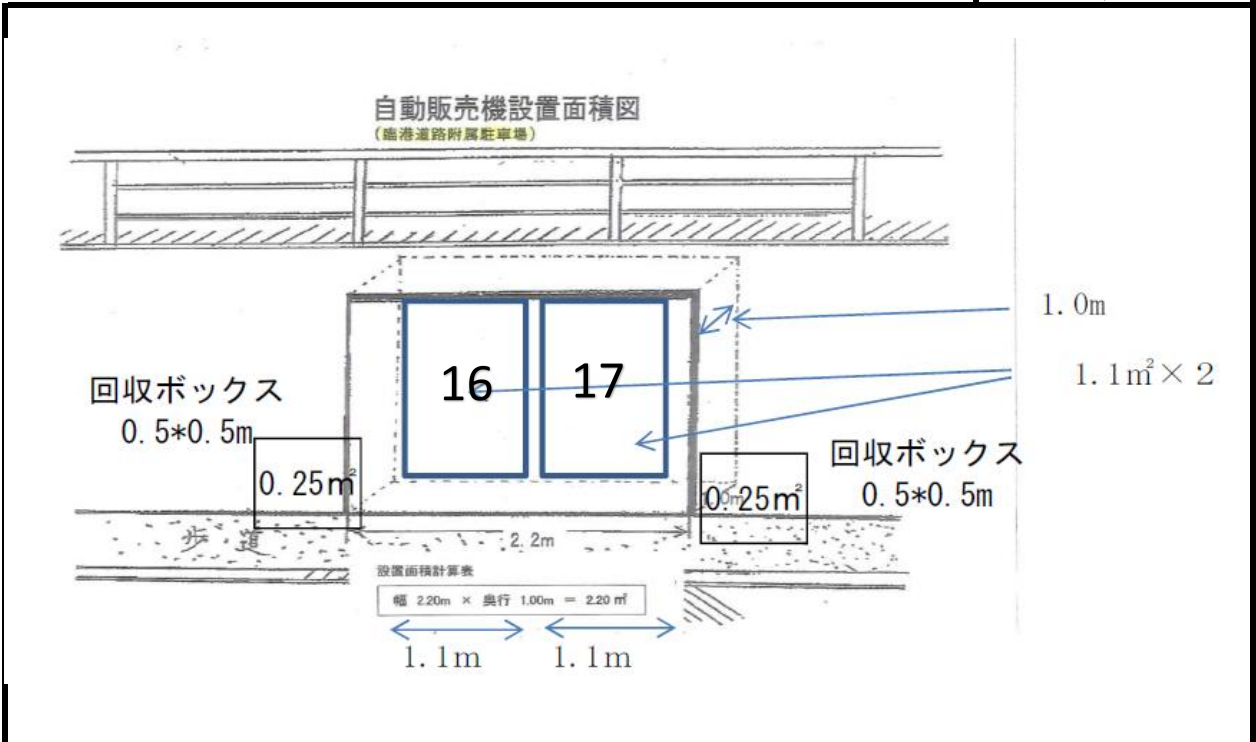 自動販売機設置面積図
(臨港道路附属駐車場)
1.0m
16
17
1.1㎡×2
回収ボックス
0.5*0.5m
0.25㎡
回収ボックス
0.5*0.5m
0.25㎡
歩道
2.2m
設置面積計算表
幅 2.20m × 奥行 1.00m = 2.20 ㎡
1.1m
1.1m